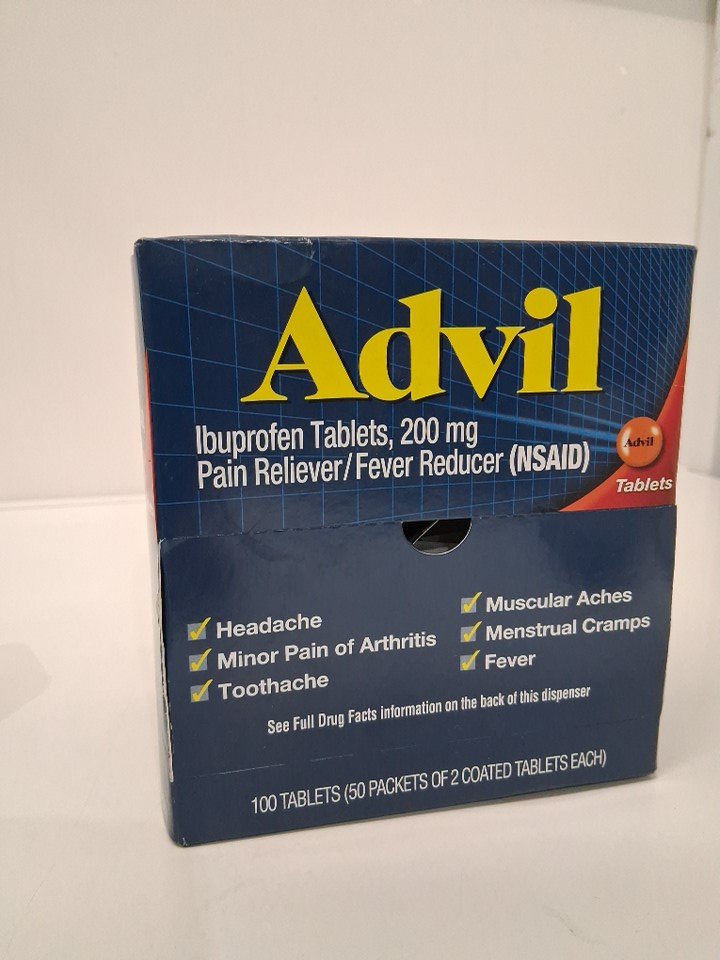 Advil
Ibuprofen Tablets, 200 mg
Pain Reliever/Fever Reducer (NSAID)
Advil
Tablets
Headache
Minor Pain of Arthritis
Toothache
Muscular Aches
Menstrual Cramps
Fever
See Full Drug Facts information on the back of this dispenser
100 TABLETS (50 PACKETS OF 2 COATED TABLETS EACH)